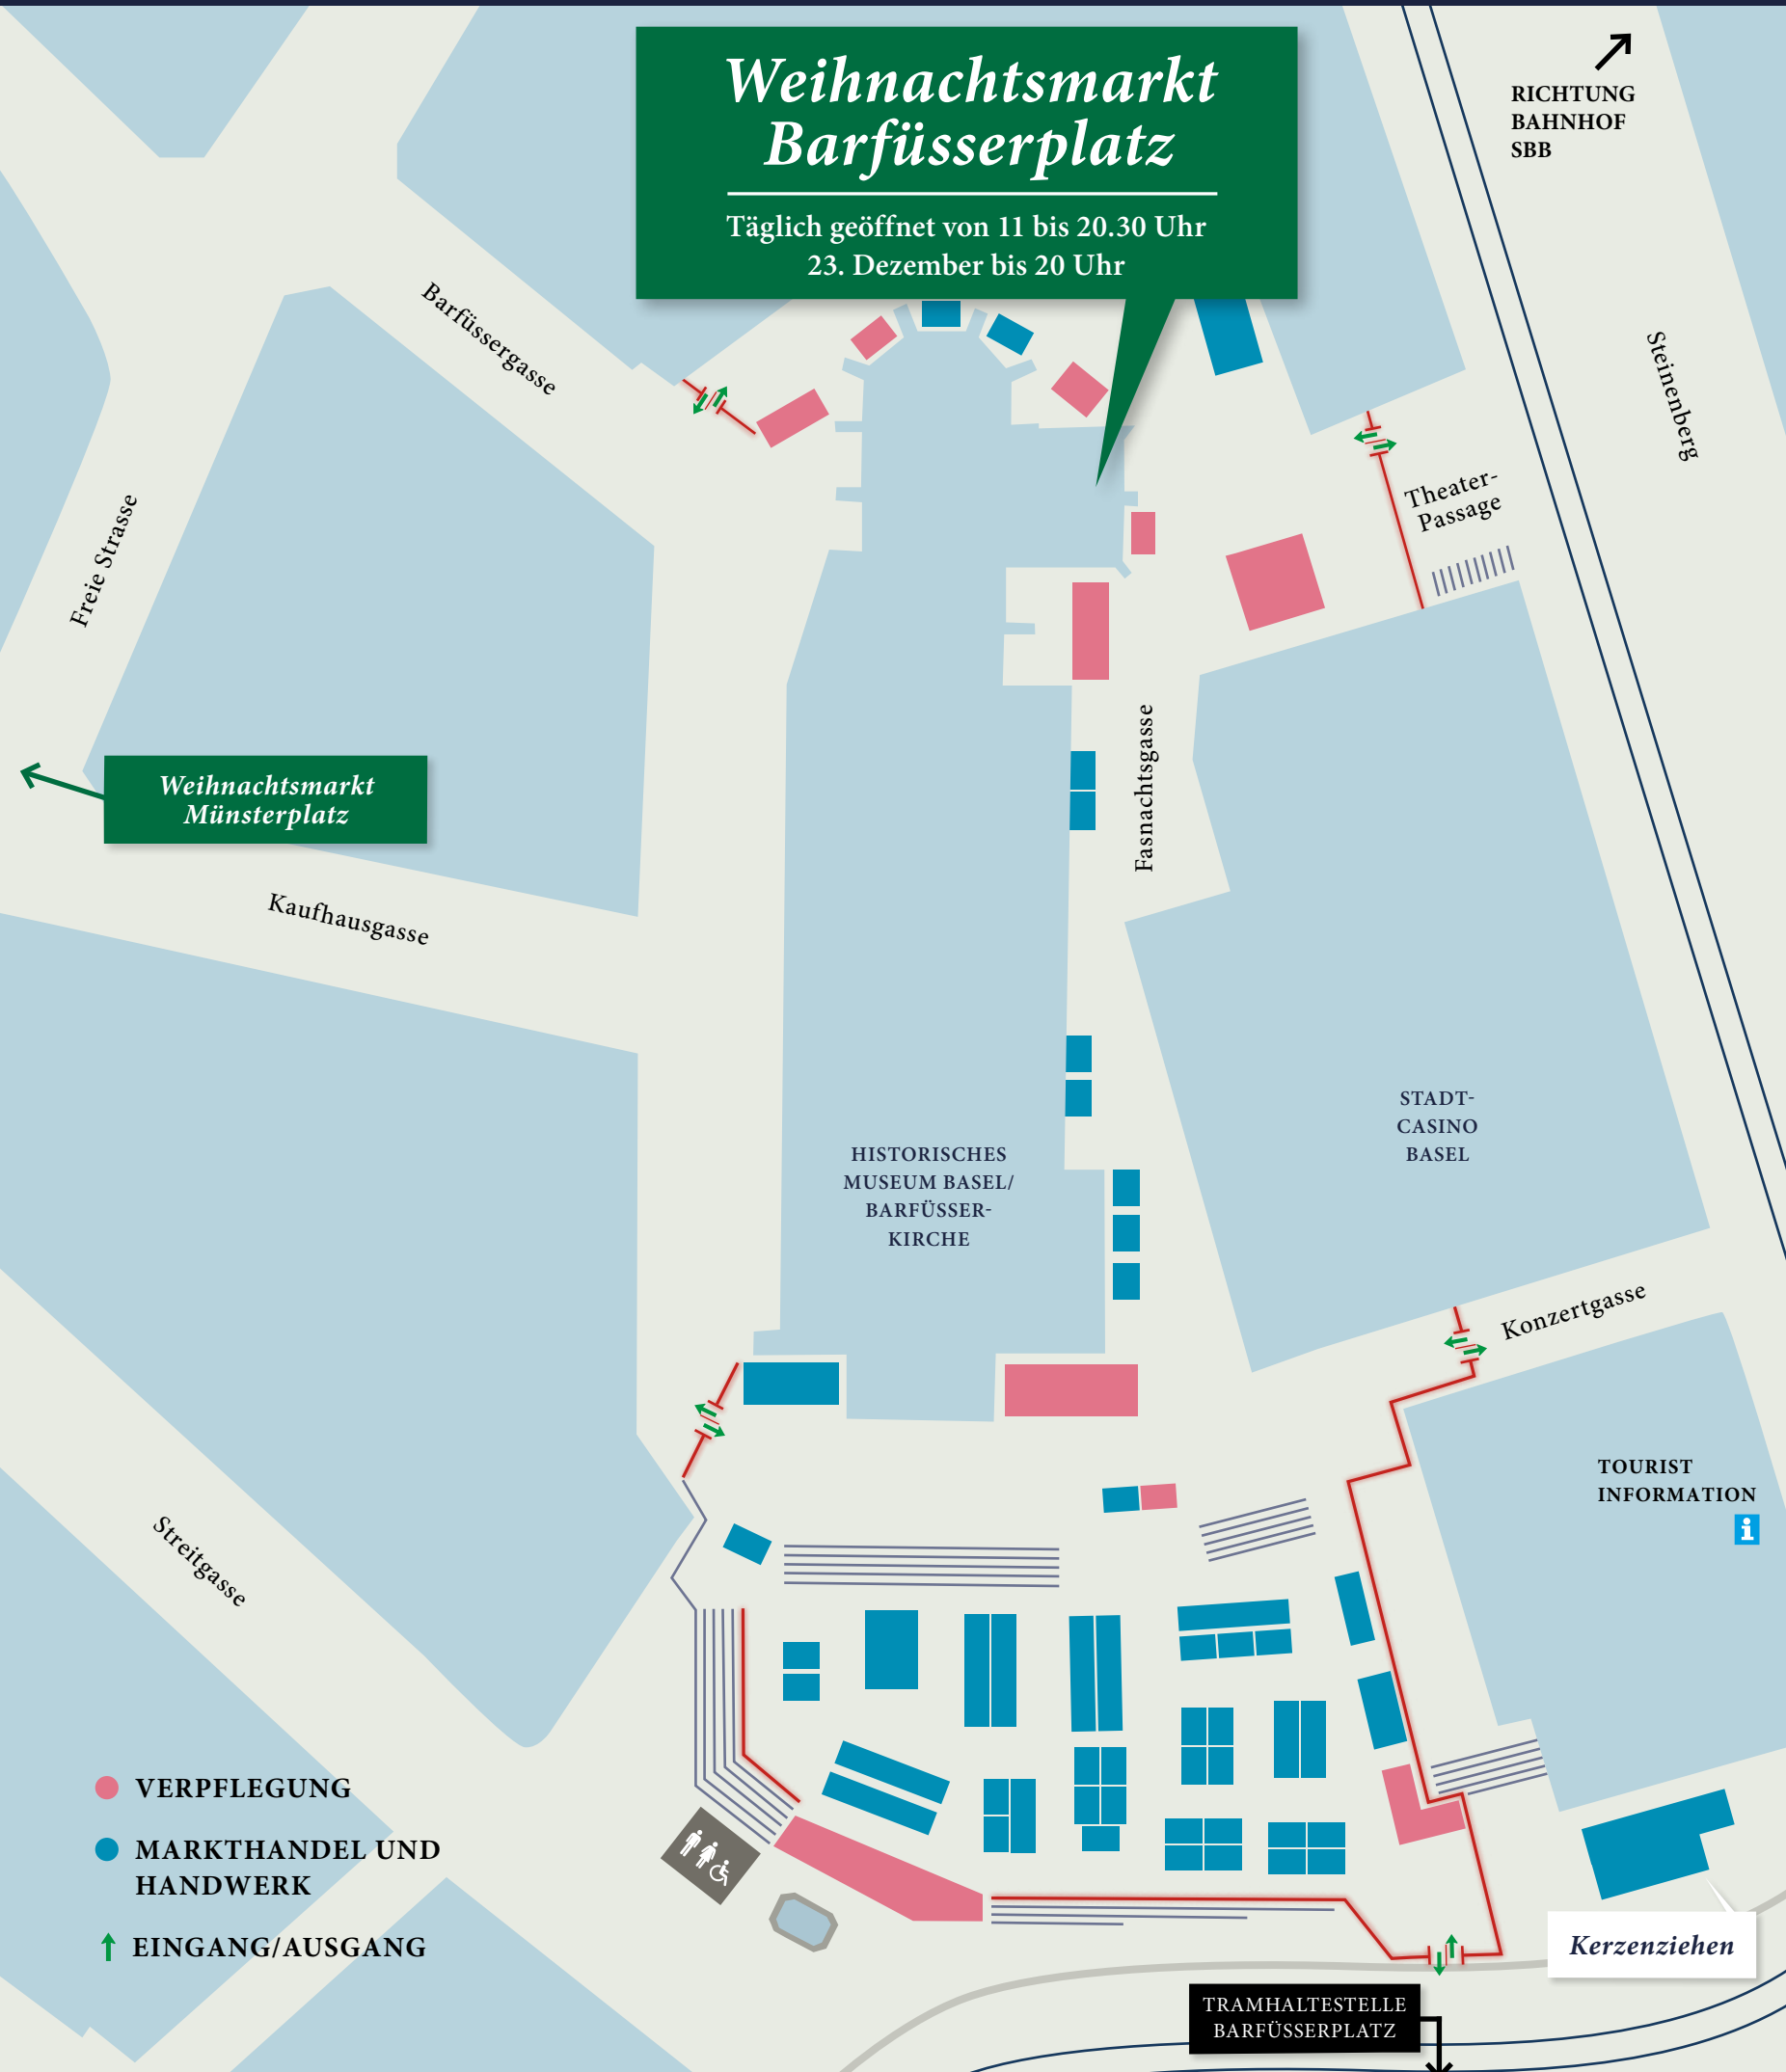 Weihnachtsmarkt
Barfüsserplatz
Täglich geöffnet von 11 bis 20.30 Uhr
23. Dezember bis 20 Uhr
RICHTUNG
BAHNHOF
SBB
Barfüssergasse
Steinenberg
Theater-
Passage
Freie Strasse
Fasnachtsgasse
Weihnachtsmarkt
Münsterplatz
Kaufhausgasse
STADT-
CASINO
BASEL
HISTORISCHES
MUSEUM BASEL/
BARFÜSSER-
KIRCHE
Konzertgasse
TOURIST
INFORMATION
i
Streitgasse
VERPFLEGUNG
MARKTHANDEL UND
HANDWERK
EINGANG/AUSGANG
Kerzenziehen
TRAMHALTESTELLE
BARFÜSSERPLATZ